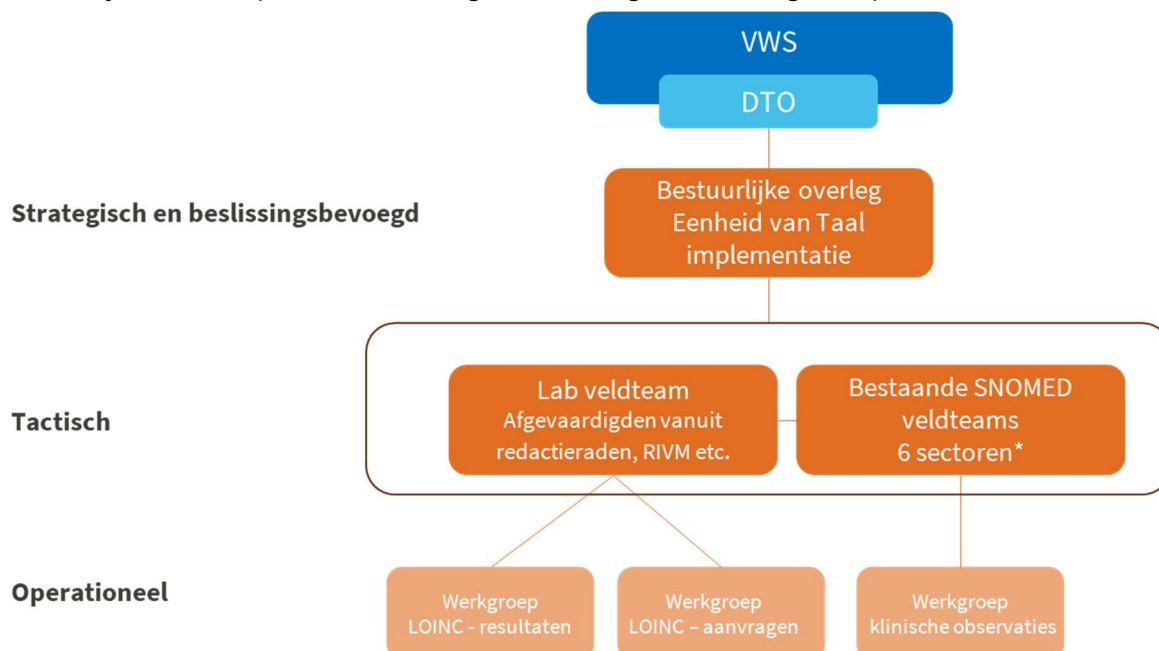 VWS
DTO
Strategisch en beslissingsbevoegd
Bestuurlijke overleg
Eenheid van Taal
implementatie
Tactisch
Lab veldteam
Afgevaardigden vanuit
redactieraden, RIVM etc.
Bestaande SNOMED
veldteams
6 sectoren*
Operationeel
Werkgroep
LOINC - resultaten
Werkgroep
LOINC – aanvragen
Werkgroep
klinische observaties